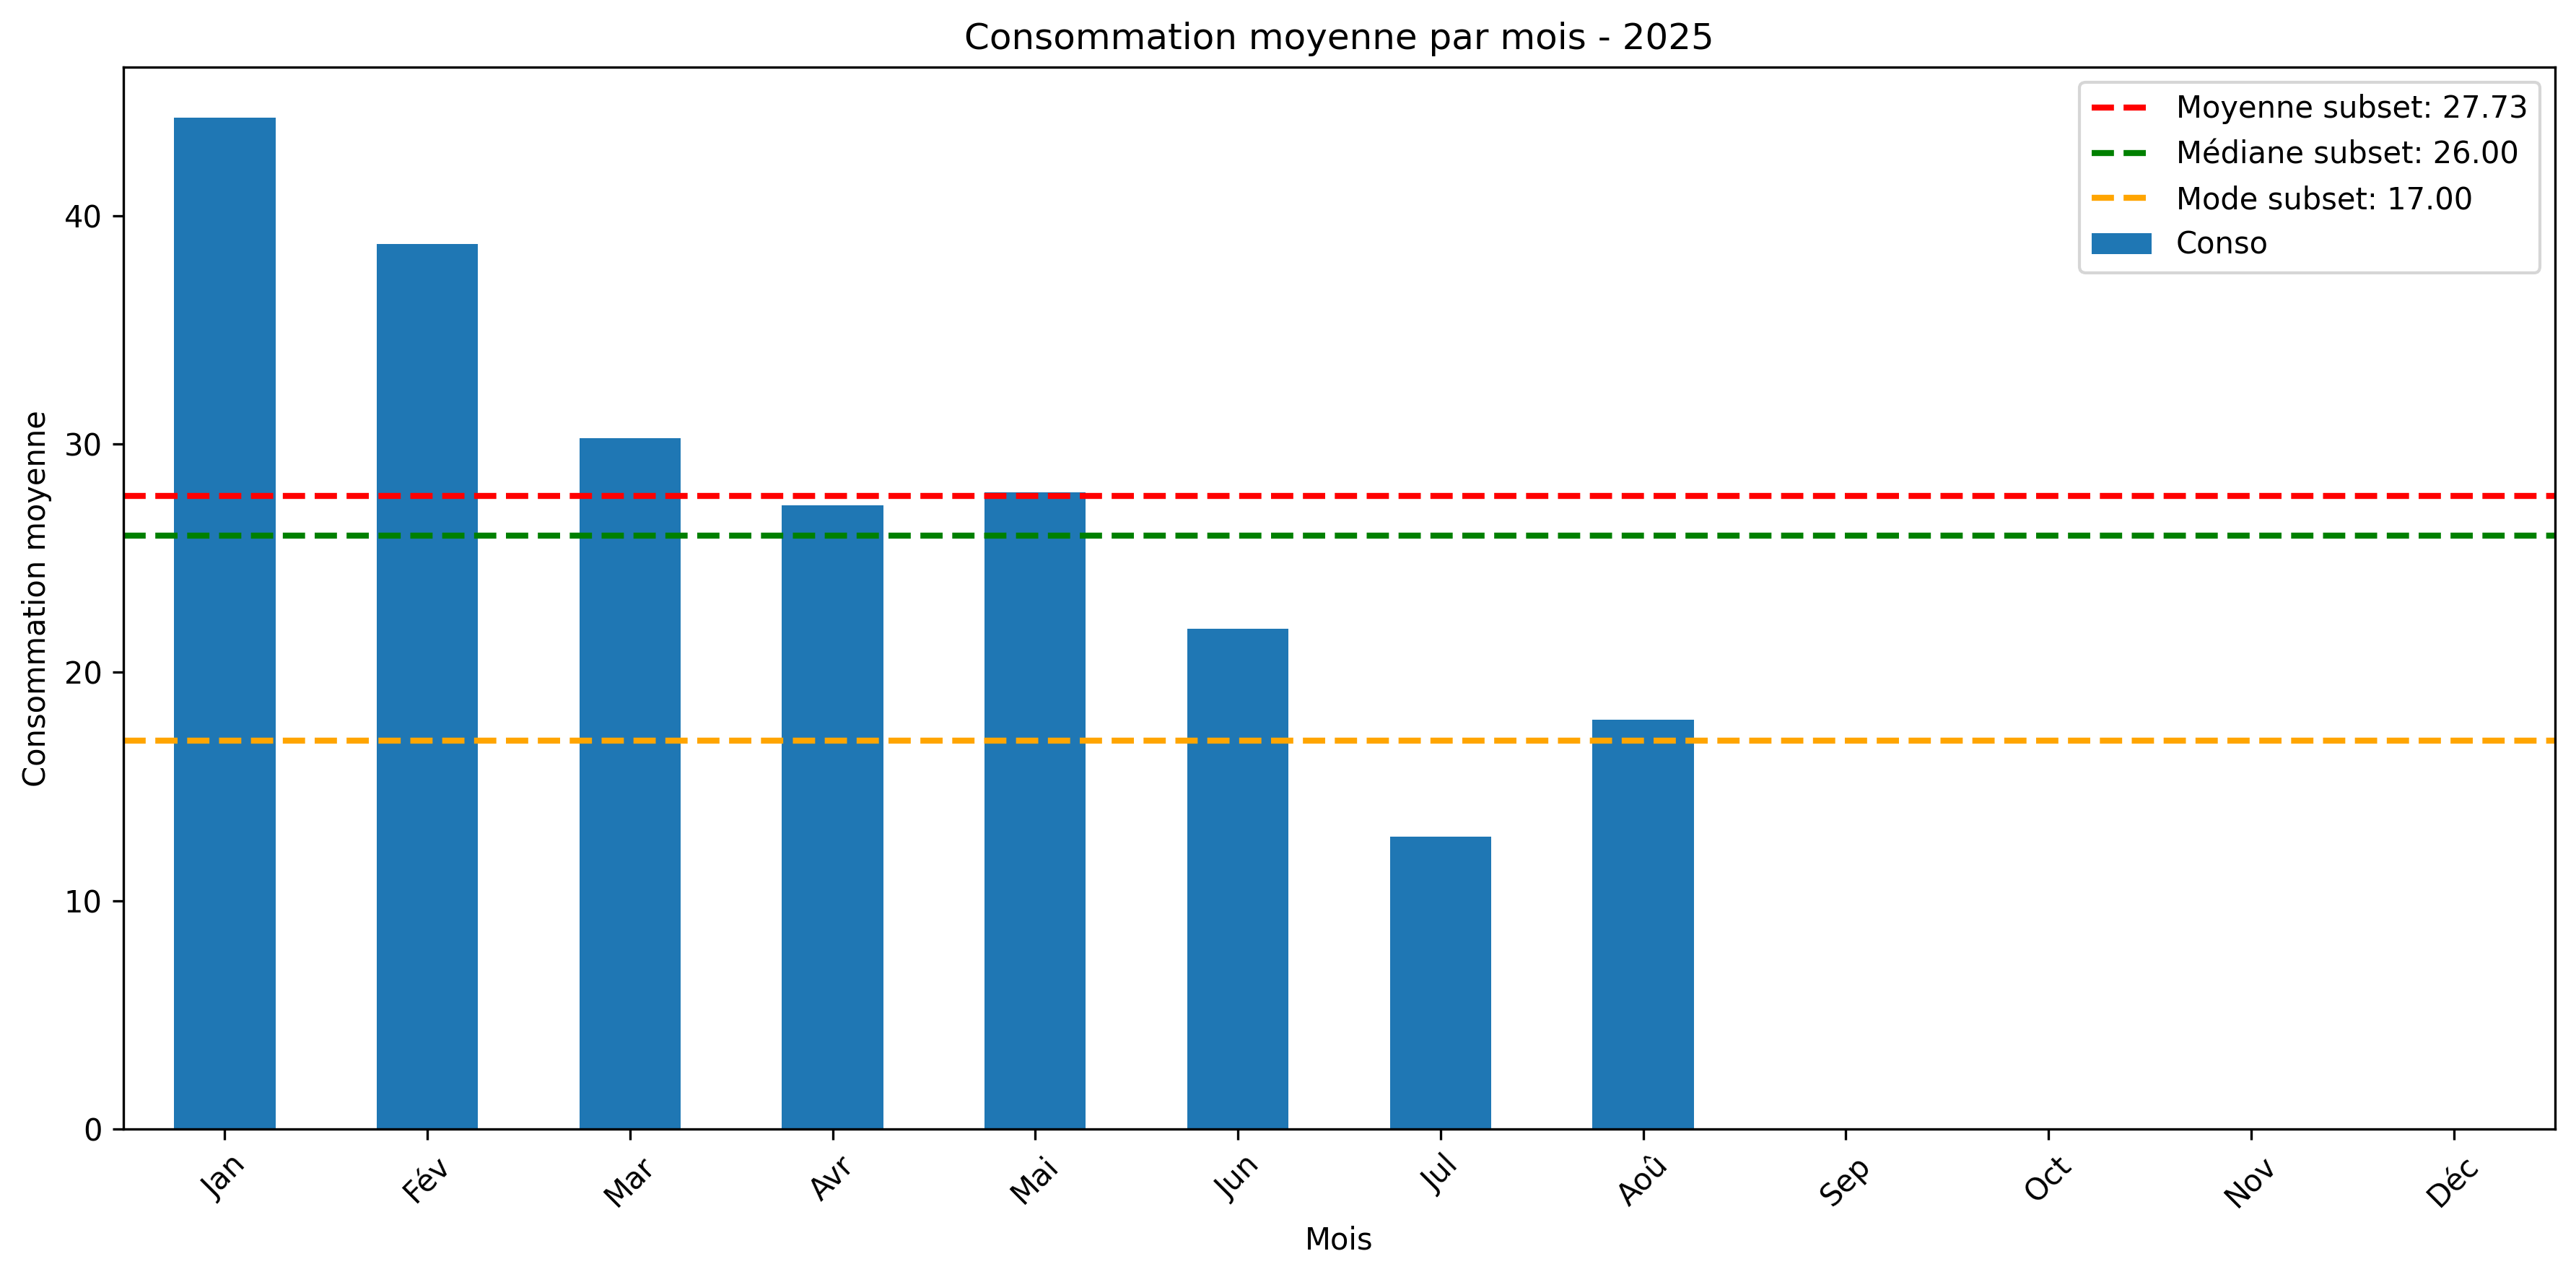 Consommation moyenne par mois - 2025
Moyenne subset: 27.73
Médiane subset: 26.00
Mode subset: 17.00
Conso
Consommation moyenne
40
30
20
10
0
Jan Fév Mar Avr Mai Jun Jul Aoû Sep Oct Nov Déc
Mois